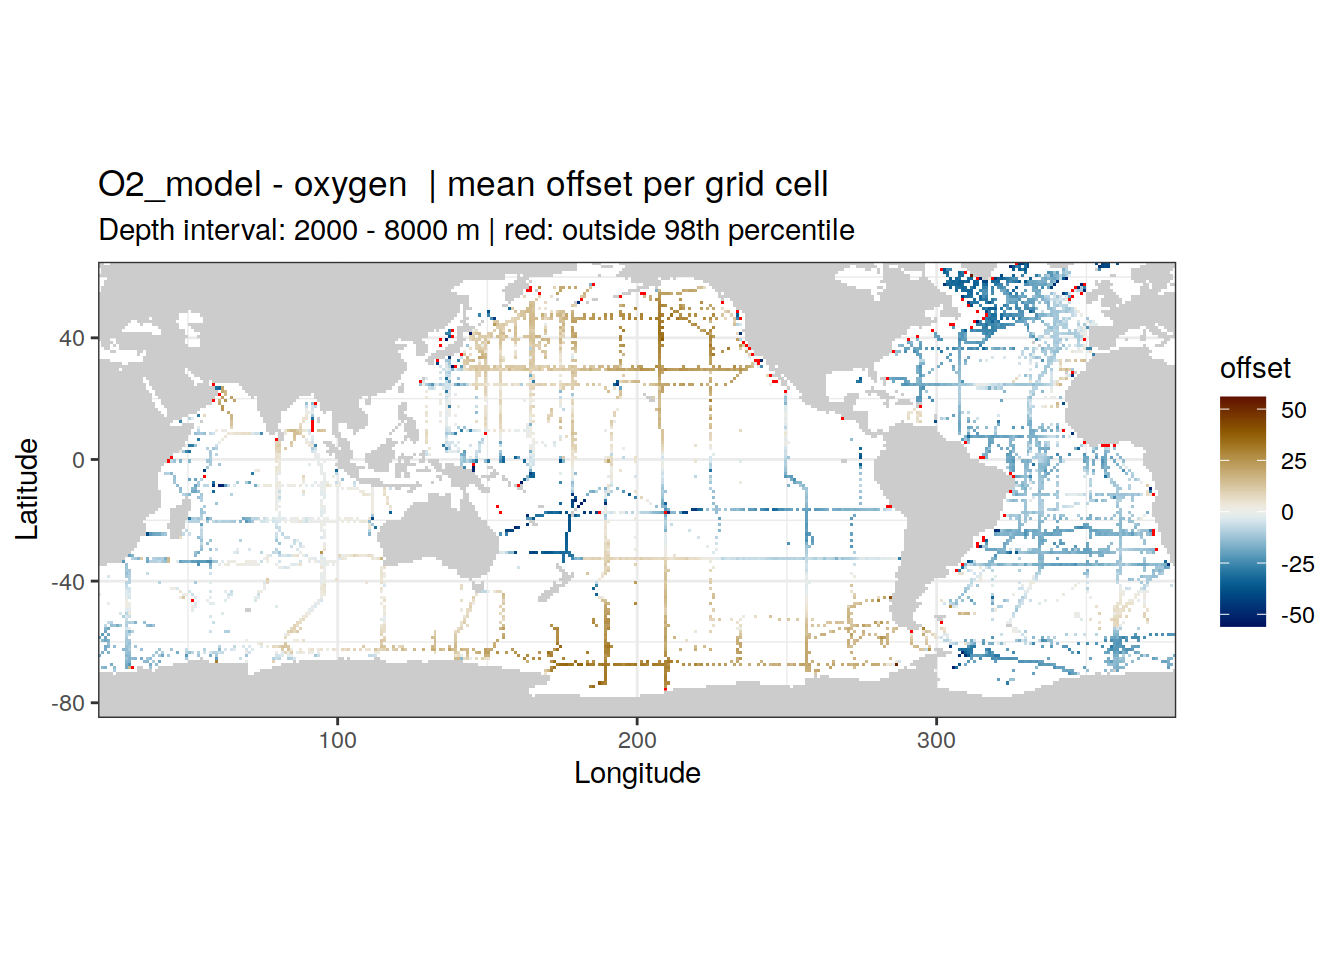 O2_model - oxygen  | mean offset per grid cell
Depth interval: 2000 - 8000 m | red: outside 98th percentile
offset
50
25
0
-25
-50
Latitude
40
0
-40
-80
100
200
300
Longitude